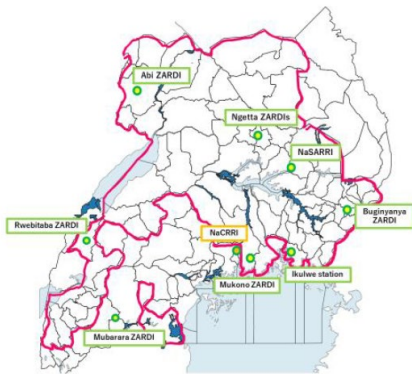 Abi ZARDI
Ngetta ZARDIs
NaSARRI
Buginyanya
ZARDI
Rwebitaba ZARDI
NaCRRI
Ikulwe station
Mukono ZARDI
Mubarara ZARDI